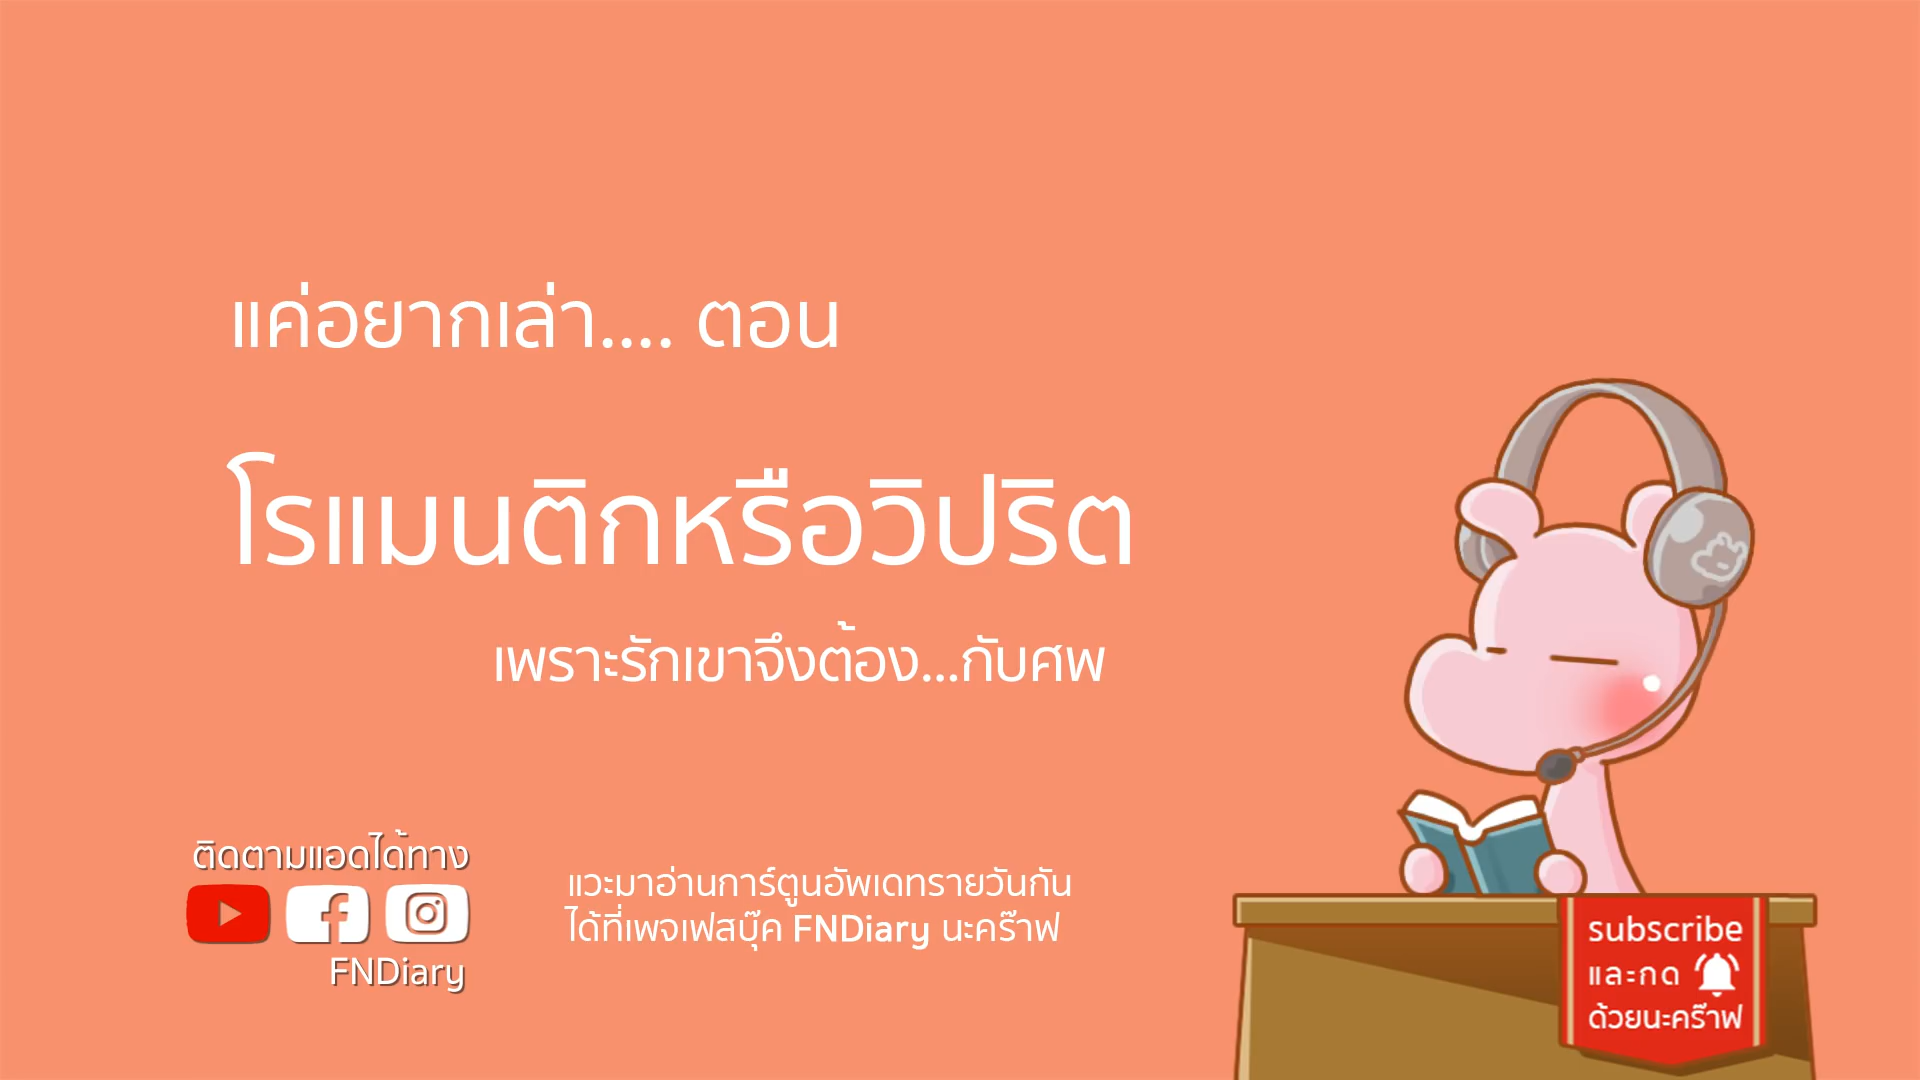 แค่อยากเล่า.... ตอน
โรแมนติกหรือวิปริต
เพราะรักเขาจึงต้อง...กับศพ
ติดตามแอดได้ทาง
FNDiary
แวะมาอ่านการ์ตูนอัพเดทรายวันกัน
ได้ที่เพจเฟสบุ๊ค FNDiary นะคร๊าฟ
subscribe
และกด
ด้วยนะคร๊าฟ